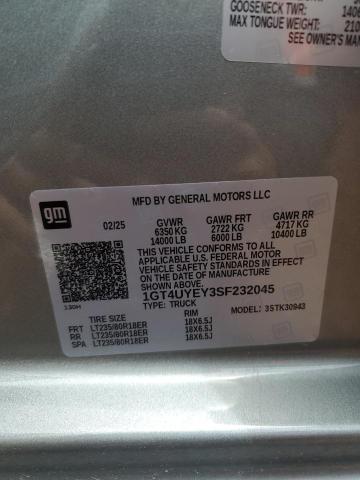 GOOSENECK TWR:
MAX TONGUE WEIGHT:
SEE OWNER'S
gm
MFD BY GENERAL MOTORS LLC
02/25 GVWR GAWR FRT GAWR RR
6350 KG 2722 KG 4717 KG
14000 LB 6000 LB 10400 LB
THIS VEHICLE CONFORMS TO ALL
APPLICABLE U.S. FEDERAL MOTOR
VEHICLE SAFETY STANDARDS IN EFFECT
ON THE DATE OF MANUFACTURE
SHOWN ABOVE.
1GT4UYEY3SF232045
TYPE: TRUCK MODEL: 3STK30943
TIRE SIZE RIM
FRT LT235/80R18ER 18X6.5J
RR LT235/80R18ER 18X6.5J
SPA LT235/80R18ER 18X6.5J